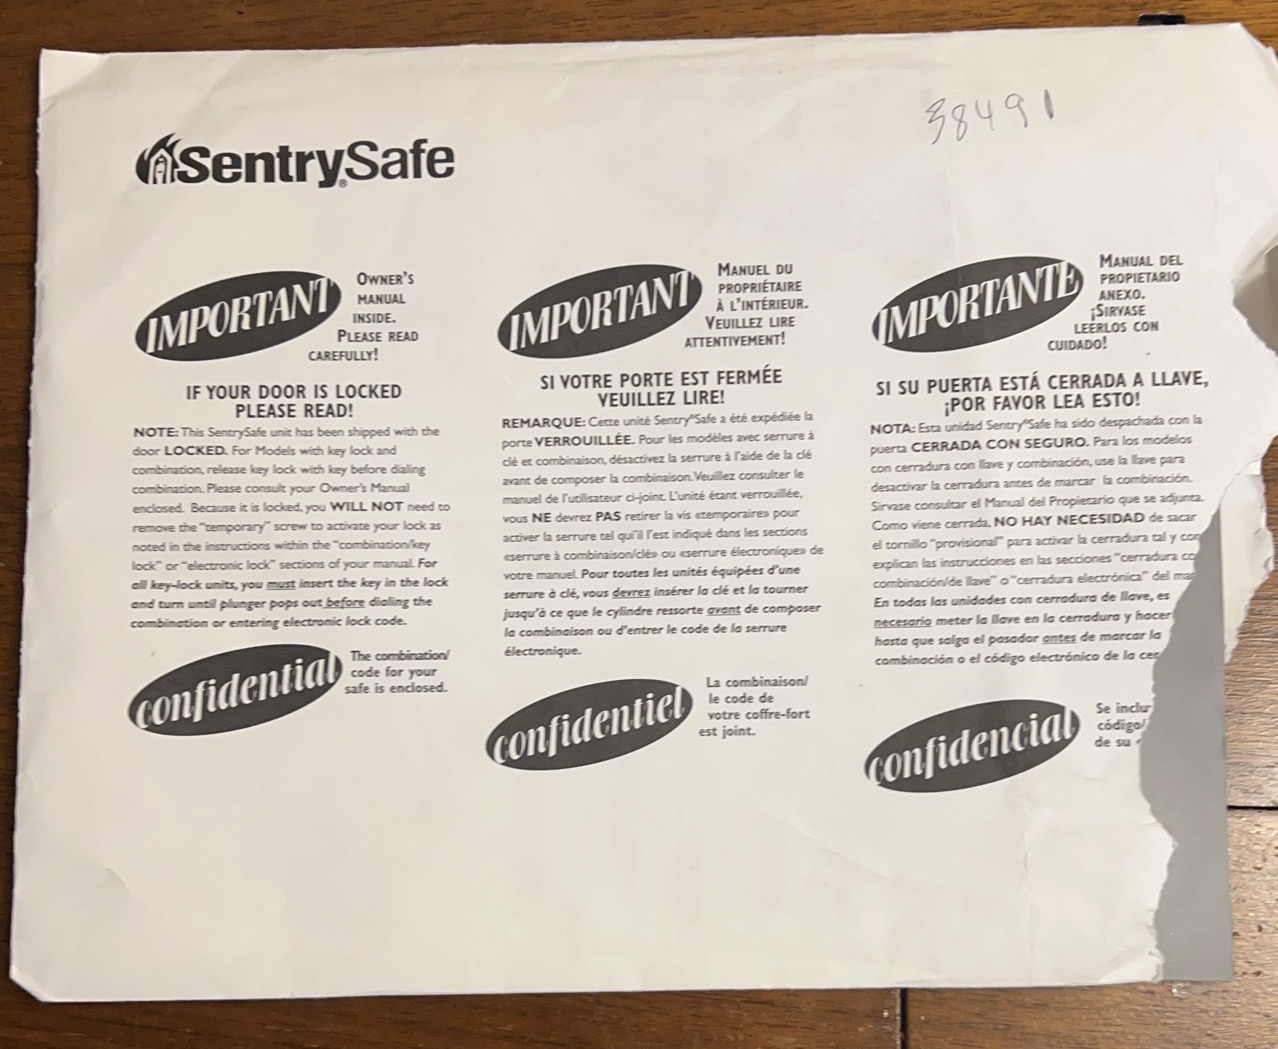 38491
SentrySafe®
IMPORTANT
OWNER'S
MANUAL
INSIDE.
PLEASE READ
CAREFULLY!
IF YOUR DOOR IS LOCKED
PLEASE READ!
NOTE: This SentrySafe unit has been shipped with the
door LOCKED. For Models with key lock and
combination, release key lock with key before dialing
combination. Please consult your Owner's Manual
enclosed. Because it is locked, you WILL NOT need to
remove the "temporary" screw to activate your lock as
noted in the instructions within the "combination/key
lock" or "electronic lock" sections of your manual. For
all key-lock units, you must insert the key in the lock
and turn until plunger pops out before dialing the
combination or entering electronic lock code.
confidential
The combination/
code for your
safe is enclosed.
IMPORTANT
MANUEL DU
PROPRIÉTAIRE
À L'INTÉRIEUR.
VEUILLEZ LIRE
ATTENTIVEMENT!
SI VOTRE PORTE EST FERMÉE
VEUILLEZ LIRE!
REMARQUE: Cette unité Sentry®Safe a été expédiée la
porte VERROUILLÉE. Pour les modèles avec serrure à
clé et combinaison, désactivez la serrure à l'aide de la clé
avant de composer la combinaison. Veuillez consulter le
manuel de l'utilisateur ci-joint. L'unité étant verrouillée,
vous NE devrez PAS retirer la vis «temporaire» pour
activer la serrure tel qu'il l'est indiqué dans les sections
«serrure à combinaison/clé» ou «serrure électronique» de
votre manuel. Pour toutes les unités équipées d'une
serrure à clé, vous devrez insérer la clé et la tourner
jusqu'à ce que le cylindre ressorte avant de composer
la combinaison ou d'entrer le code de la serrure
électronique.
confidentiel
La combinaison/
le code de
votre coffre-fort
est joint.
IMPORTANTE
MANUAL DEL
PROPIETARIO
ANEXO.
¡SIRVASE
LEERLOS CON
CUIDADO!
SI SU PUERTA ESTÁ CERRADA A LLAVE,
¡POR FAVOR LEA ESTO!
NOTA: Esta unidad Sentry®Safe ha sido despachada con la
puerta CERRADA CON SEGURO. Para los modelos
con cerradura con llave y combinación, use la llave para
desactivar la cerradura antes de marcar la combinación.
Sirvase consultar el Manual del Propietario que se adjunta.
Como viene cerrada, NO HAY NECESIDAD de sacar
el tornillo "provisional" para activar la cerradura tal y co
explican las instrucciones en las secciones "cerradura co
combinación/de llave" o "cerradura electrónica" del ma
En todas las unidades con cerradura de llave, es
necesario meter la llave en la cerradura y hacer
hasta que salga el pasador antes de marcar la
combinación o el código electrónico de la ce
confidencial
Se inclu
código/
de su